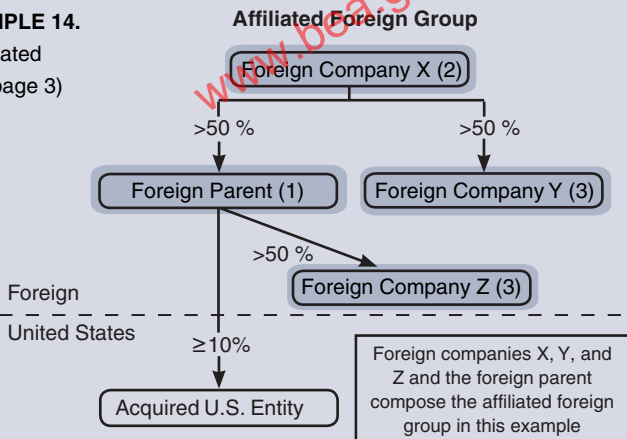 MPLE 14.
ated
page 3)
Affiliated Foreign Group
www.bea.g
Foreign Company X (2)
>50 %
>50 %
Foreign Parent (1)
Foreign Company Y (3)
>50 %
Foreign Company Z (3)
Foreign
United States
≥10%
Acquired U.S. Entity
Foreign companies X, Y, and
Z and the foreign parent
compose the affiliated foreign
group in this example